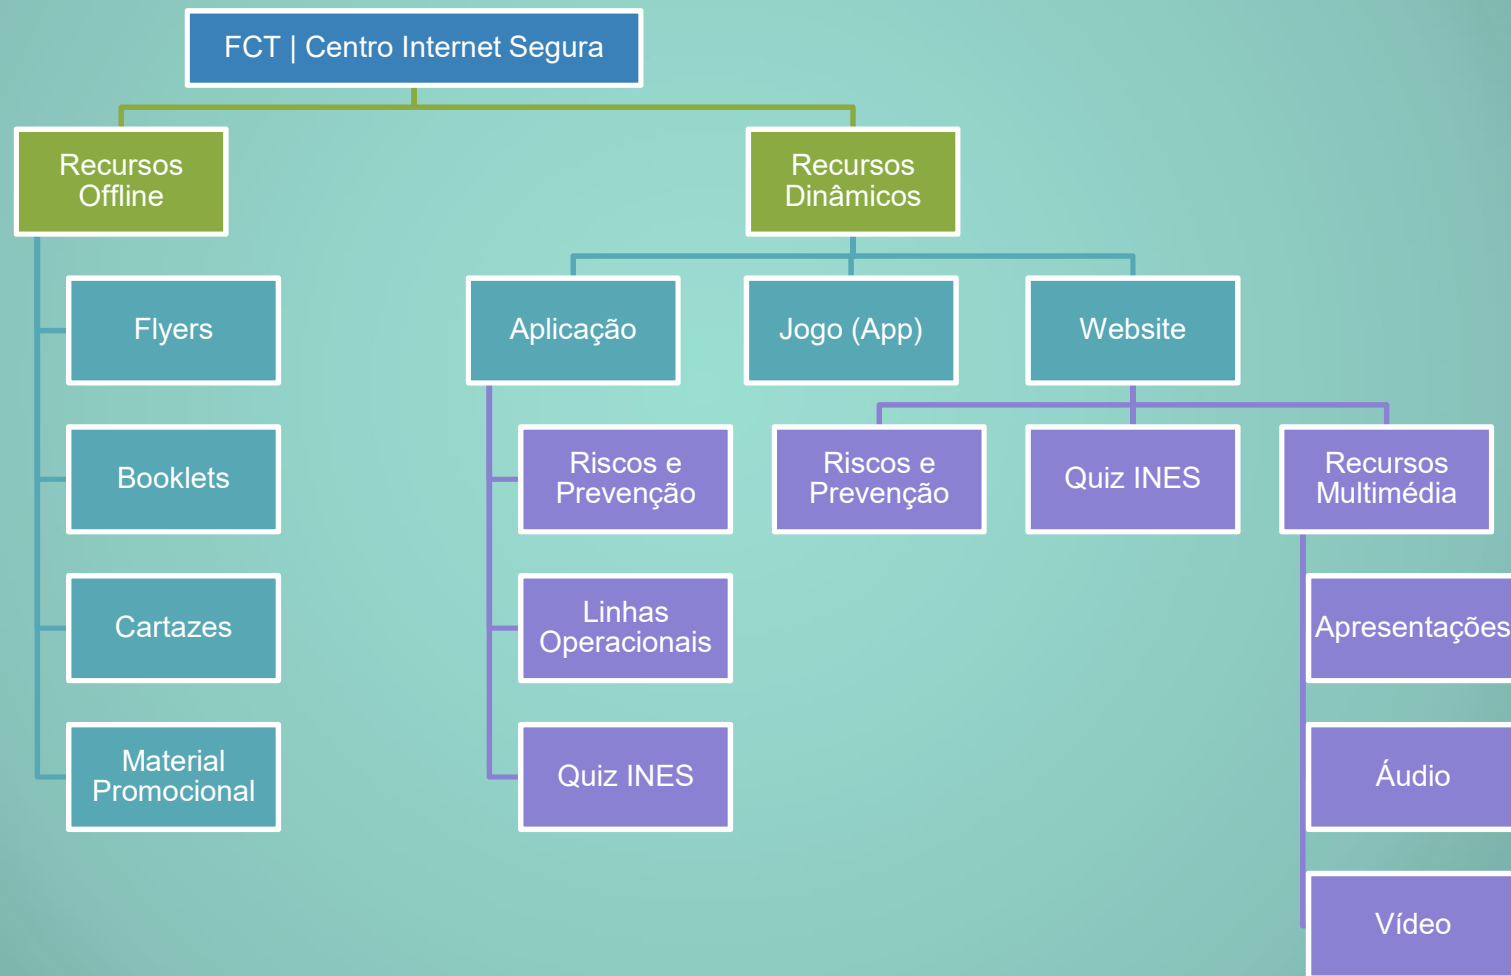 FCT | Centro Internet Segura
Recursos
Offline
Recursos
Dinâmicos
Flyers
Aplicação
Jogo (App)
Website
Booklets
Riscos e
Prevenção
Riscos e
Prevenção
Quiz INES
Recursos
Multimédia
Cartazes
Linhas
Operacionais
Apresentações
Material
Promocional
Quiz INES
Áudio
Vídeo